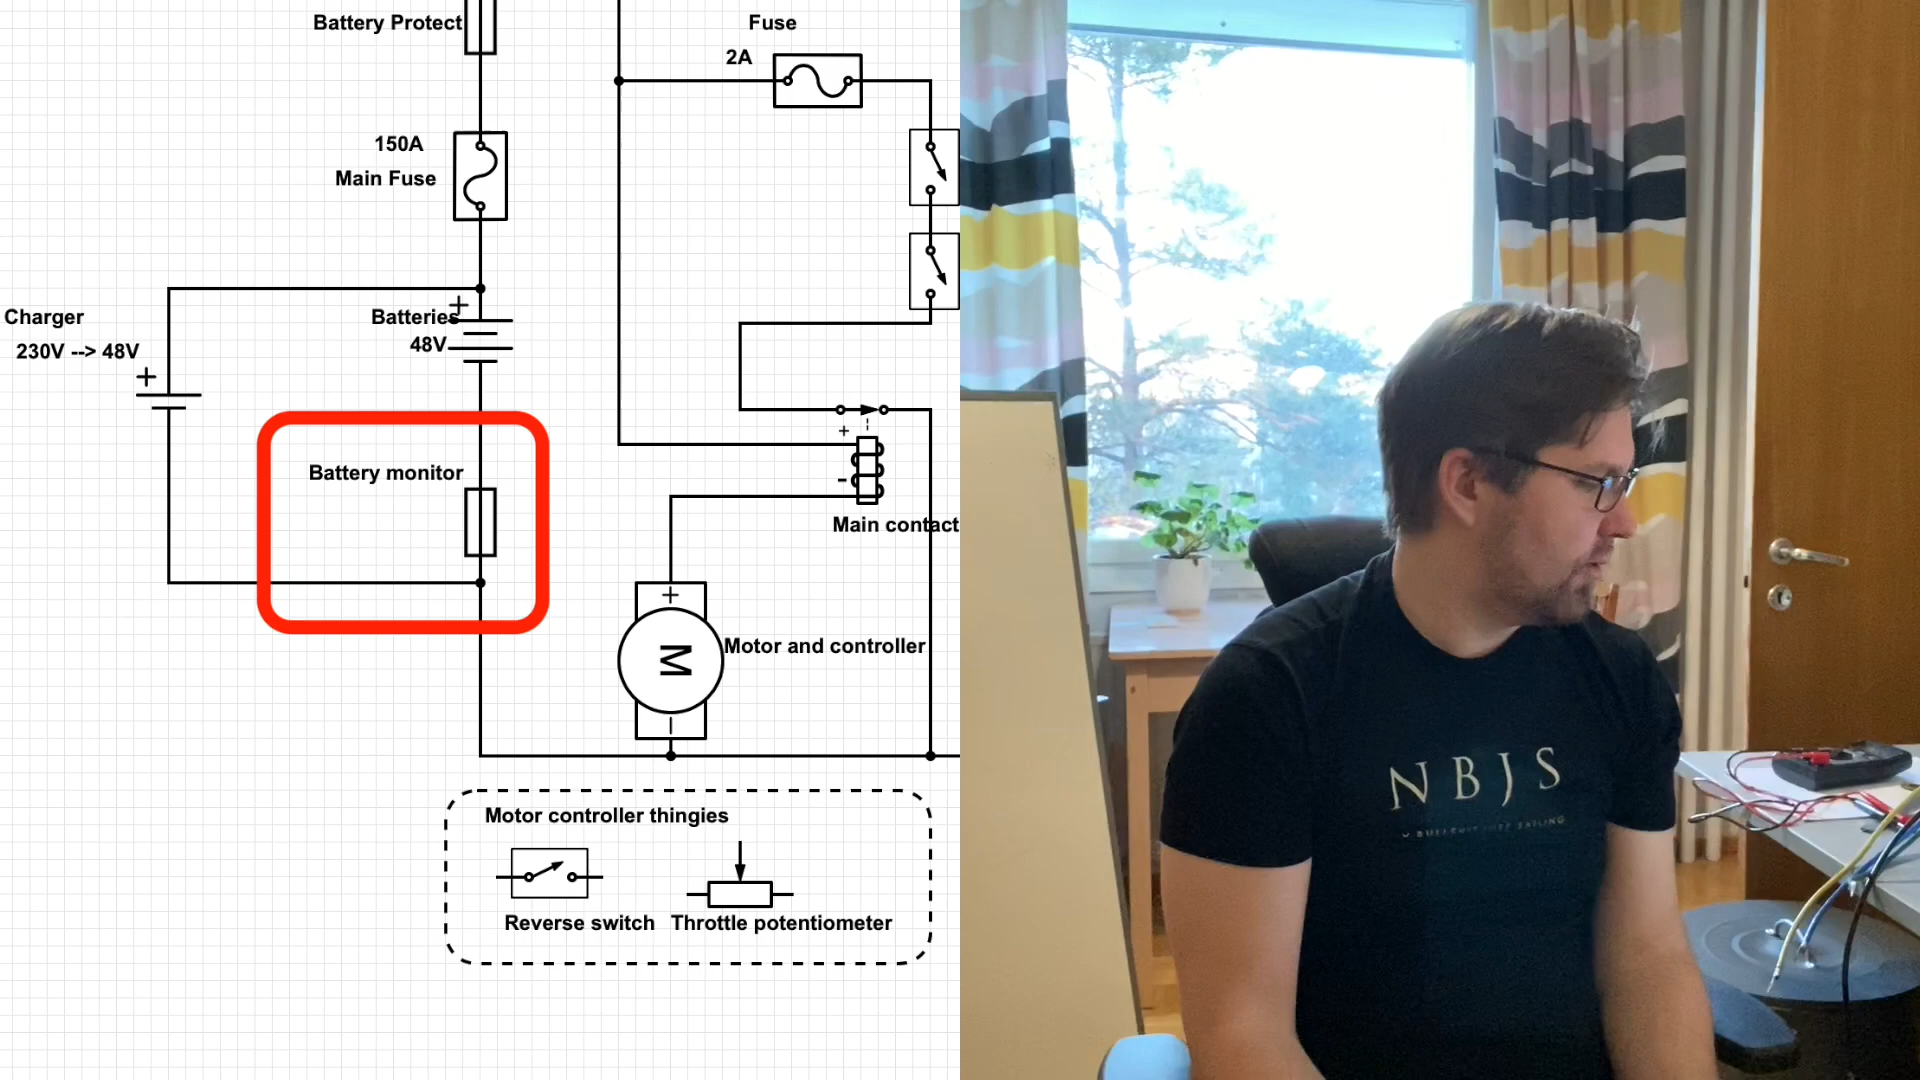 Battery Protect
Fuse
2A
150A
Main Fuse
Charger
230V --> 48V
Batteries
48V
Battery monitor
Main contact
Motor and controller
M
Motor controller thingies
Reverse switch
Throttle potentiometer
NBJS